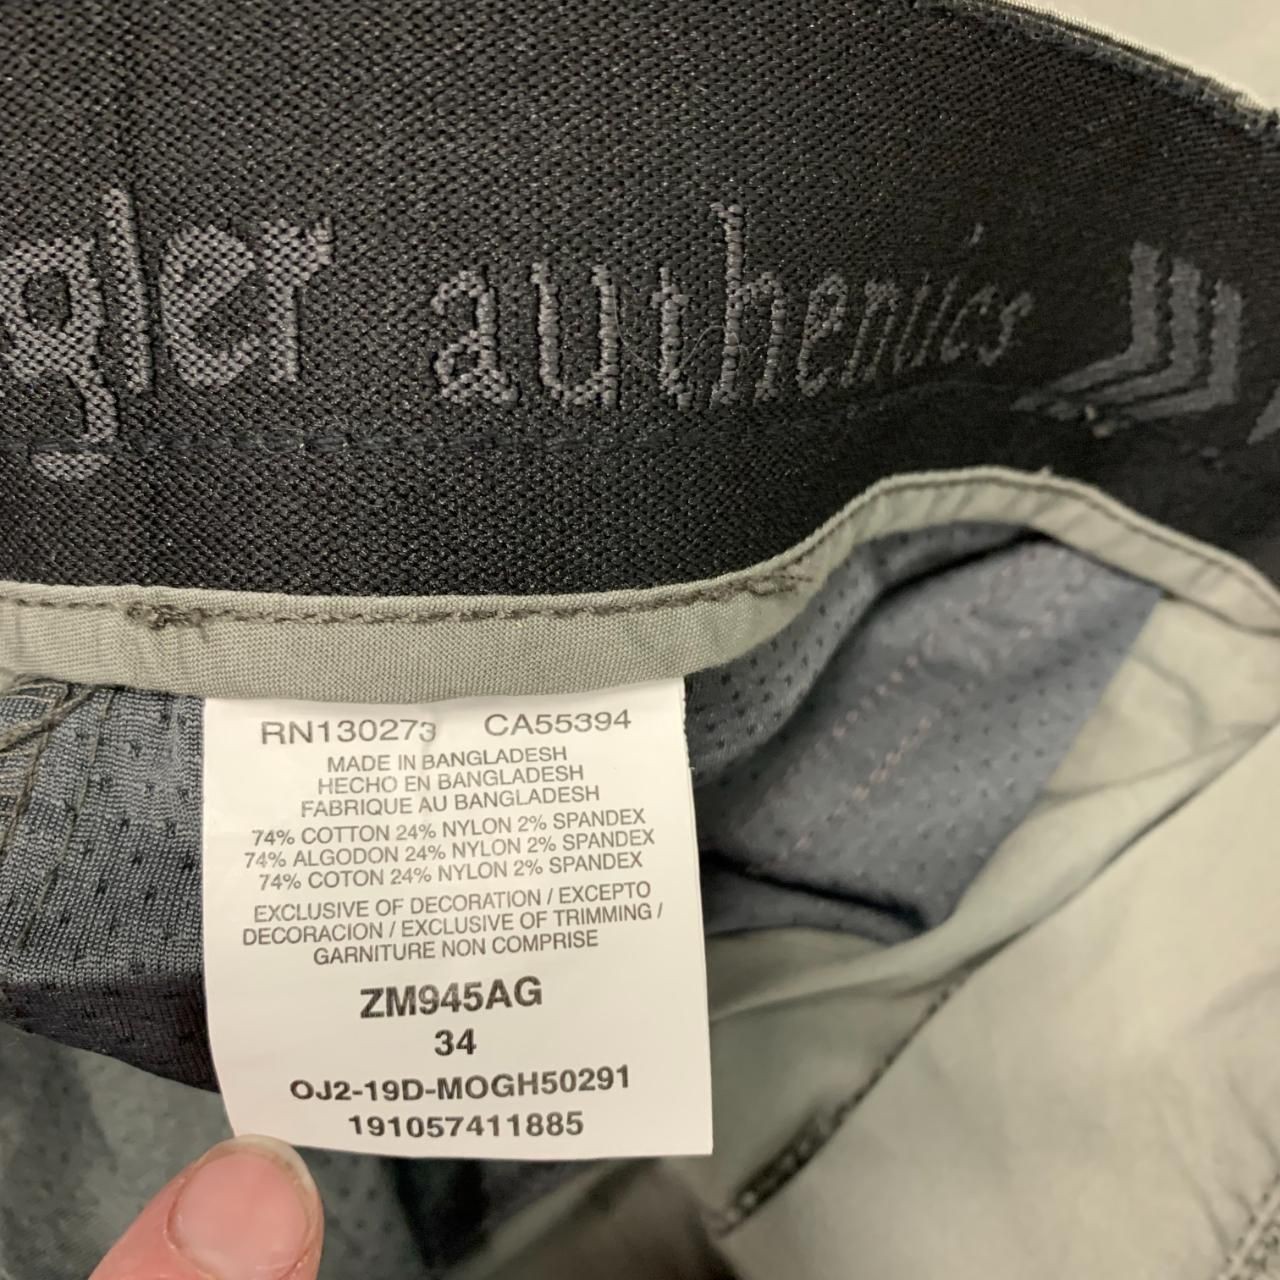 gler authentics
RN130273 CA55394
MADE IN BANGLADESH
HECHO EN BANGLADESH
FABRIQUE AU BANGLADESH
74% COTTON 24% NYLON 2% SPANDEX
74% ALGODON 24% NYLON 2% SPANDEX
74% COTON 24% NYLON 2% SPANDEX
EXCLUSIVE OF DECORATION / EXCEPTO
DECORACION / EXCLUSIVE OF TRIMMING /
GARNITURE NON COMPRISE
ZM945AG
34
OJ2-19D-MOGH50291
191057411885